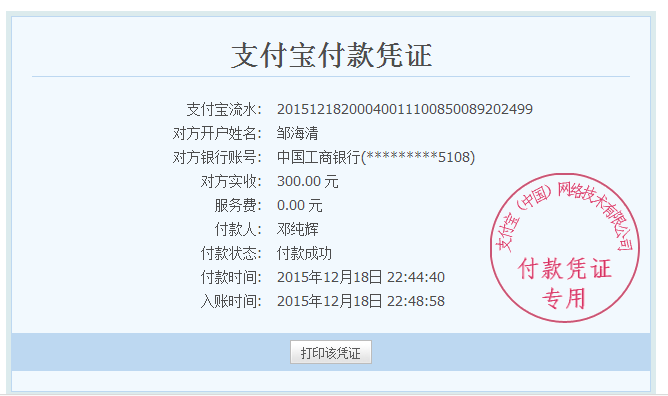 支付宝付款凭证
支付宝流水： 20151218200040011100850089202499
对方开户姓名： 邹海清
对方银行账号： 中国工商银行(*********5108)
对方实收： 300.00 元
服务费： 0.00 元
付款人： 邓纯辉
付款状态： 付款成功
付款时间： 2015年12月18日 22:44:40
入账时间： 2015年12月18日 22:48:58
支付宝（中国）网络技术有限公司
付款凭证
专用
打印该凭证